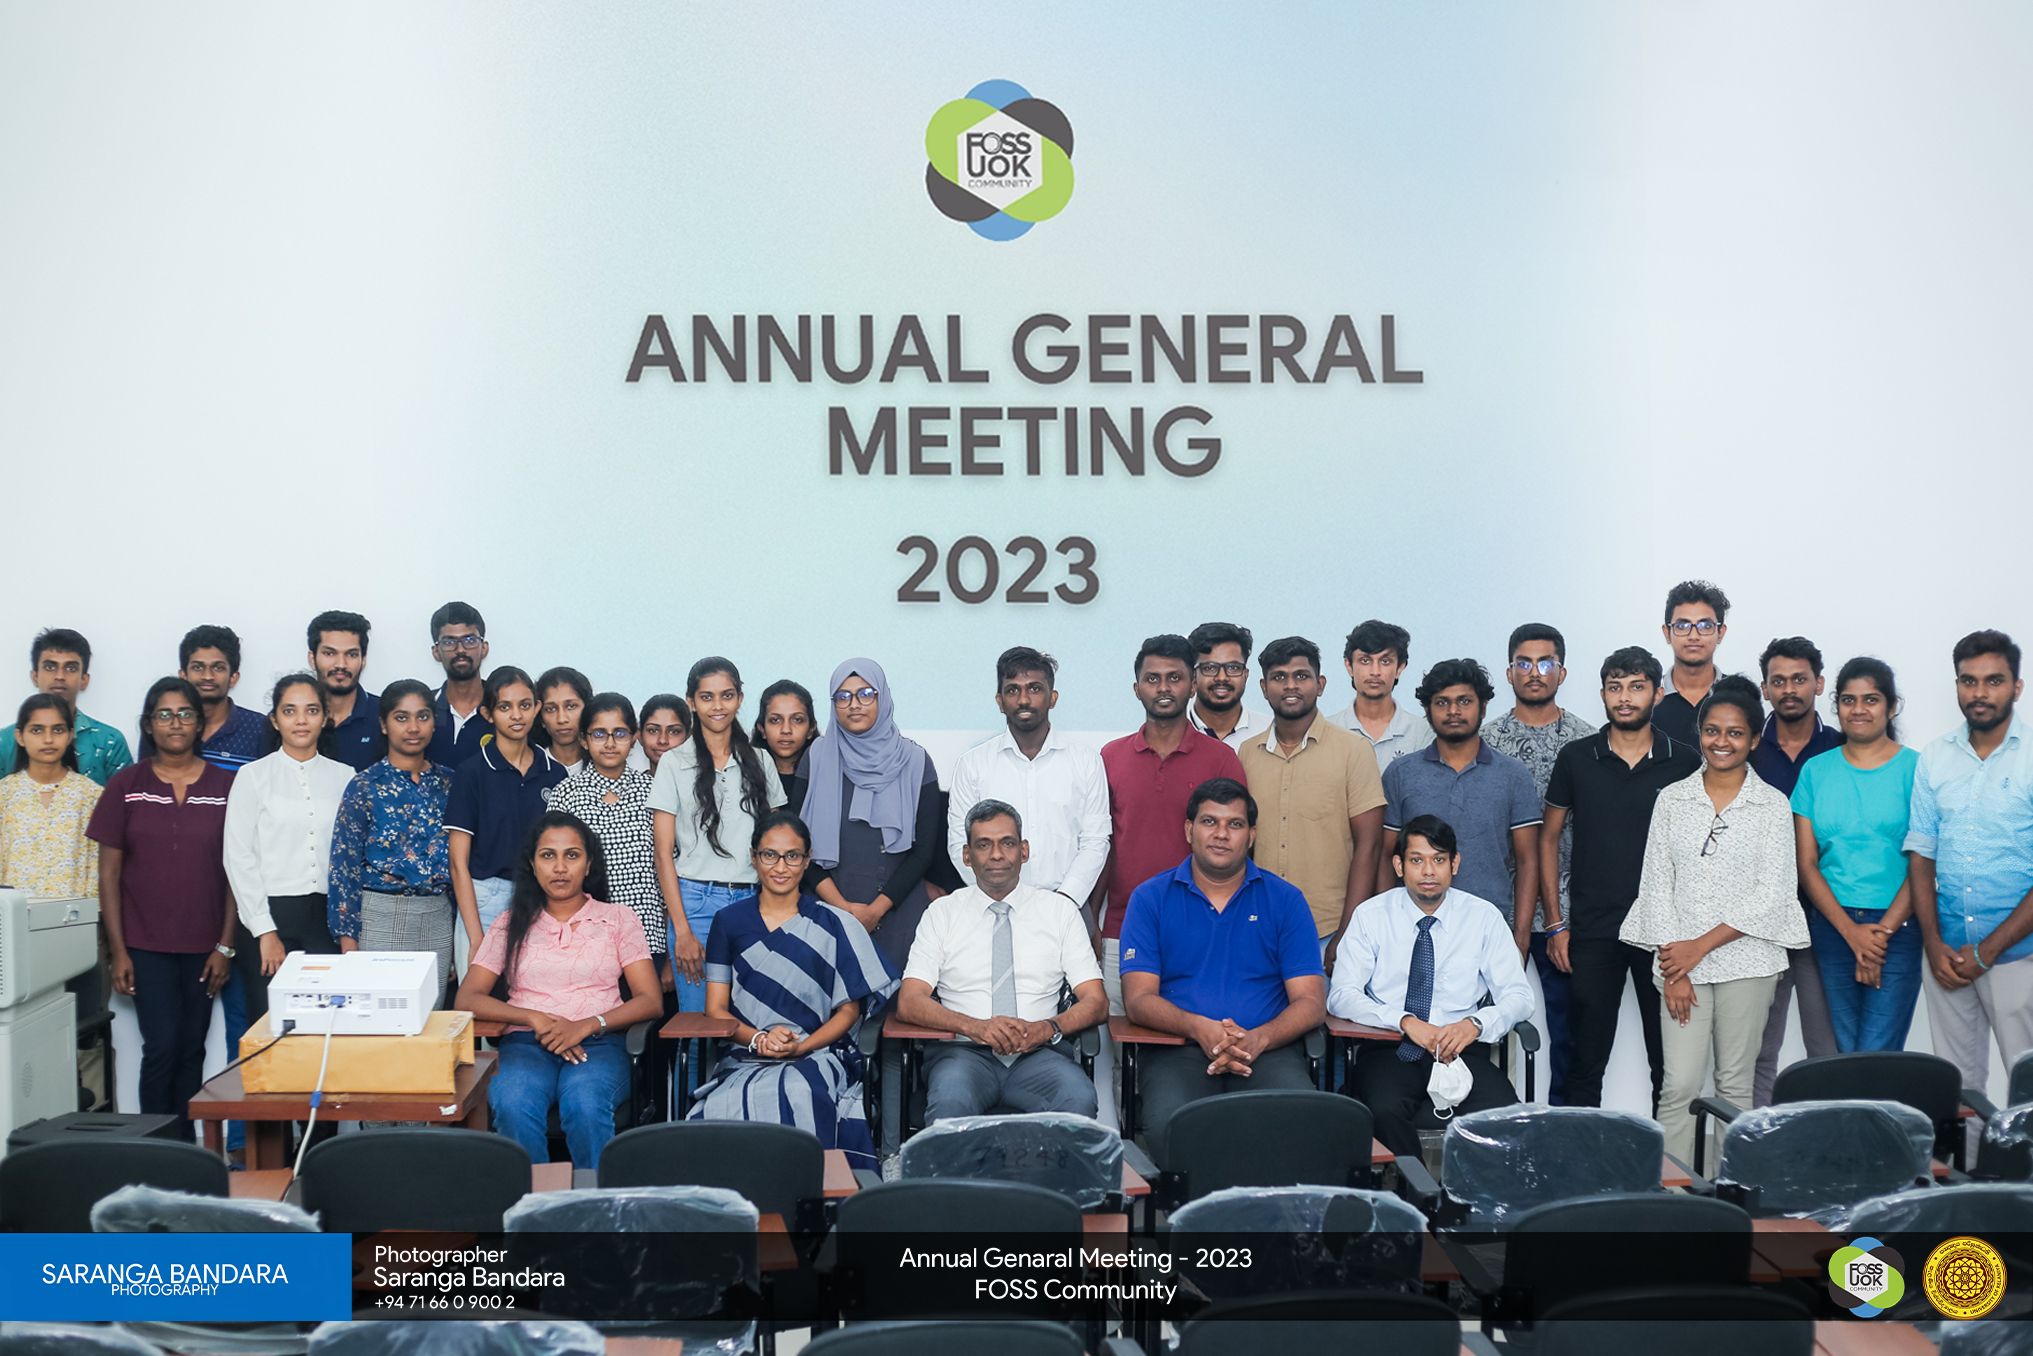 FOSS
UOK
COMMUNITY
ANNUAL GENERAL
MEETING
2023
InFocus
SARANGA BANDARA
PHOTOGRAPHY
Photographer
Saranga Bandara
+94 71 66 0 900 2
Annual Genaral Meeting - 2023
FOSS Community
FOSS
UOK
COMMUNITY